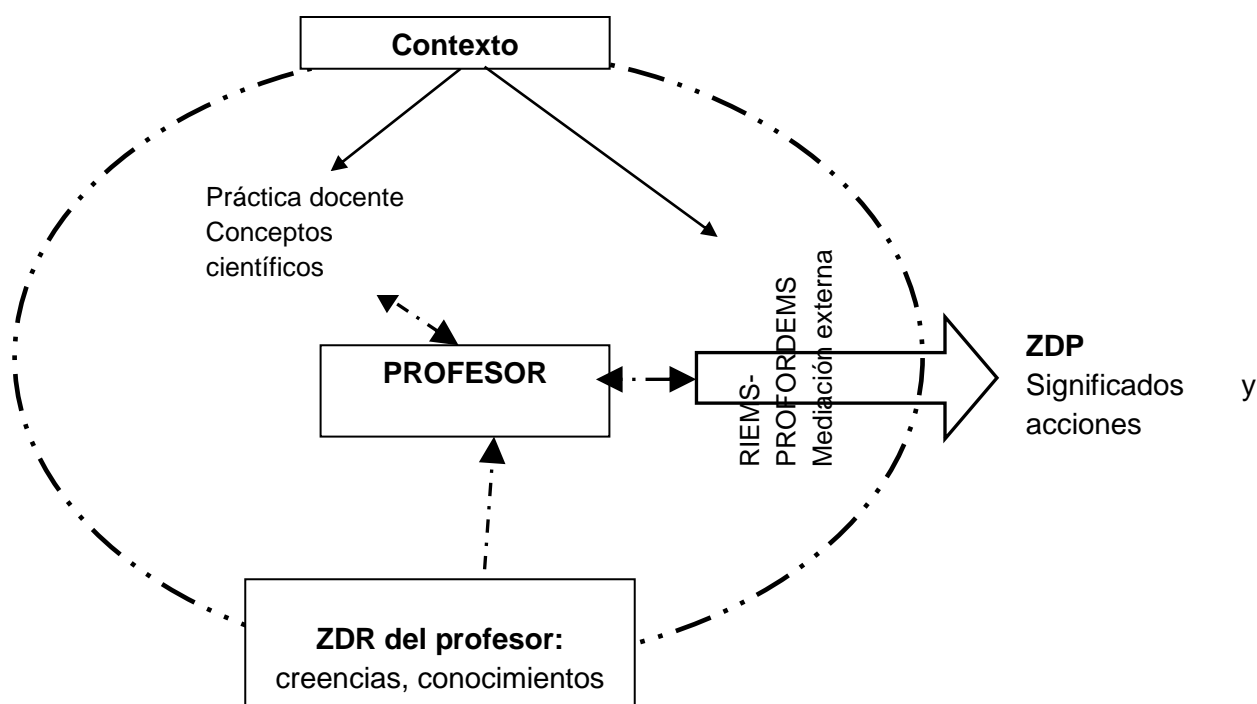 Contexto
Práctica docente
Conceptos
científicos
PROFESOR
RIEMS-
PROFORDEMS
Mediación externa
ZDP
Significados y
acciones
ZDR del profesor:
creencias, conocimientos